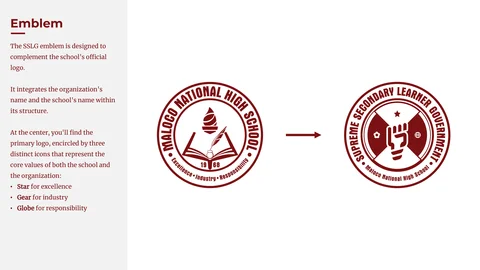 Emblem
The SSLG emblem is designed to
complement the school's official
logo.
It integrates the organization's
name and the school's name within
its structure.
At the center, you'll find the
primary logo, encircled by three
distinct icons that represent the
core values of both the school and
the organization:
• Star for excellence
• Gear for industry
• Globe for responsibility
MALOCO NATIONAL HIGH SCHOOL
1968
Excellence • Industry • Responsibility
SUPREME SECONDARY LEARNER GOVERNMENT
Maloco National High School